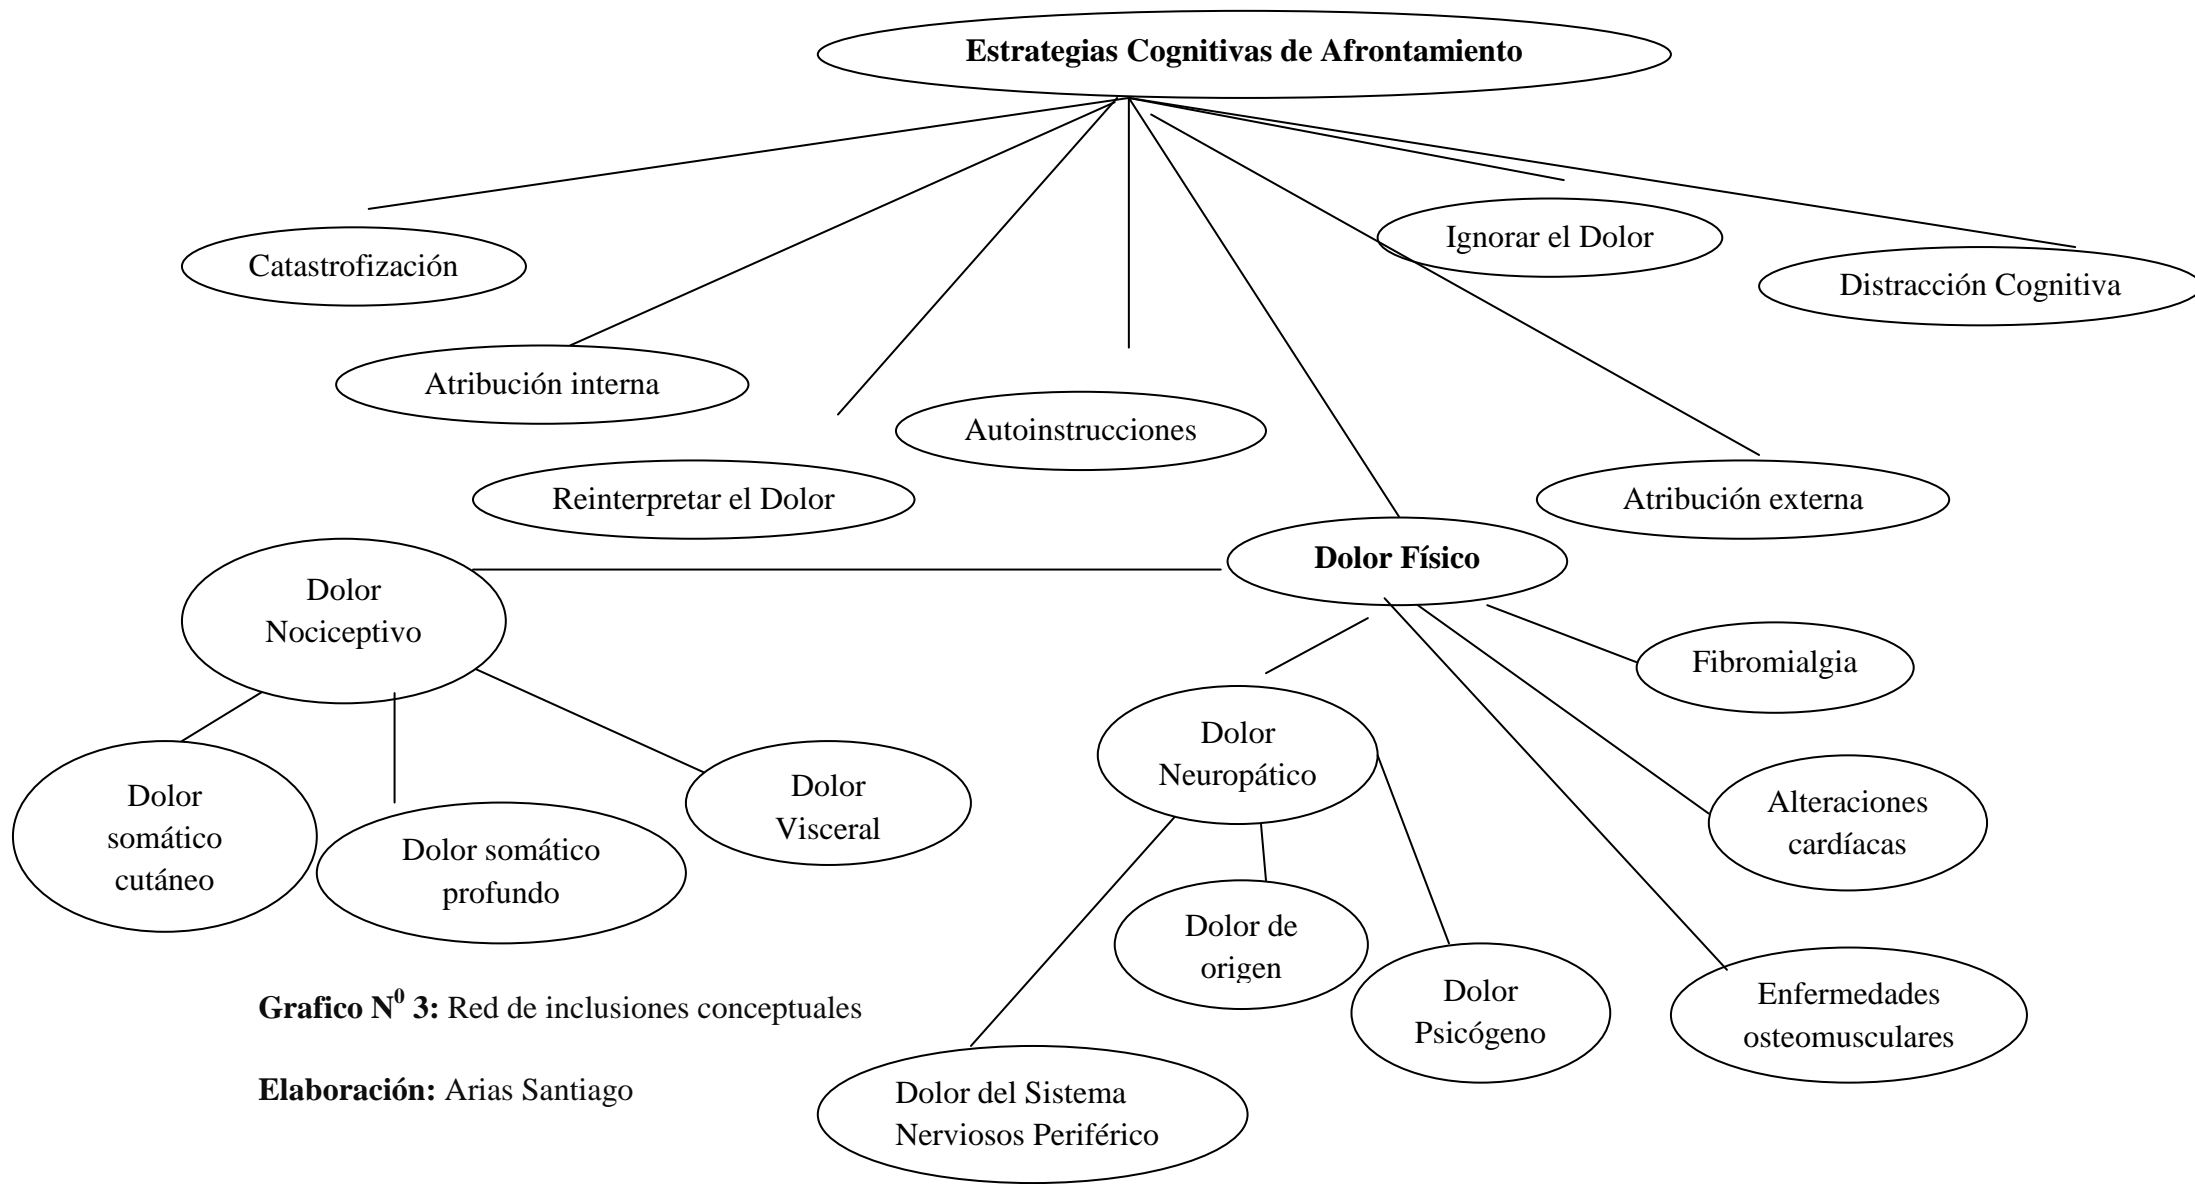 Estrategias Cognitivas de Afrontamiento
Ignorar el Dolor
Catastrofización
Distracción Cognitiva
Atribución interna
Autoinstrucciones
Reinterpretar el Dolor
Atribución externa
Dolor Físico
Dolor
Nociceptivo
Fibromialgia
Dolor
Neuropático
Dolor
Visceral
Dolor
somático
cutáneo
Dolor somático
profundo
Alteraciones
cardíacas
Dolor de
origen
Dolor
Psicógeno
Enfermedades
osteomusculares
Grafico N⁰ 3: Red de inclusiones conceptuales
Elaboración: Arias Santiago
Dolor del Sistema
Nerviosos Periférico